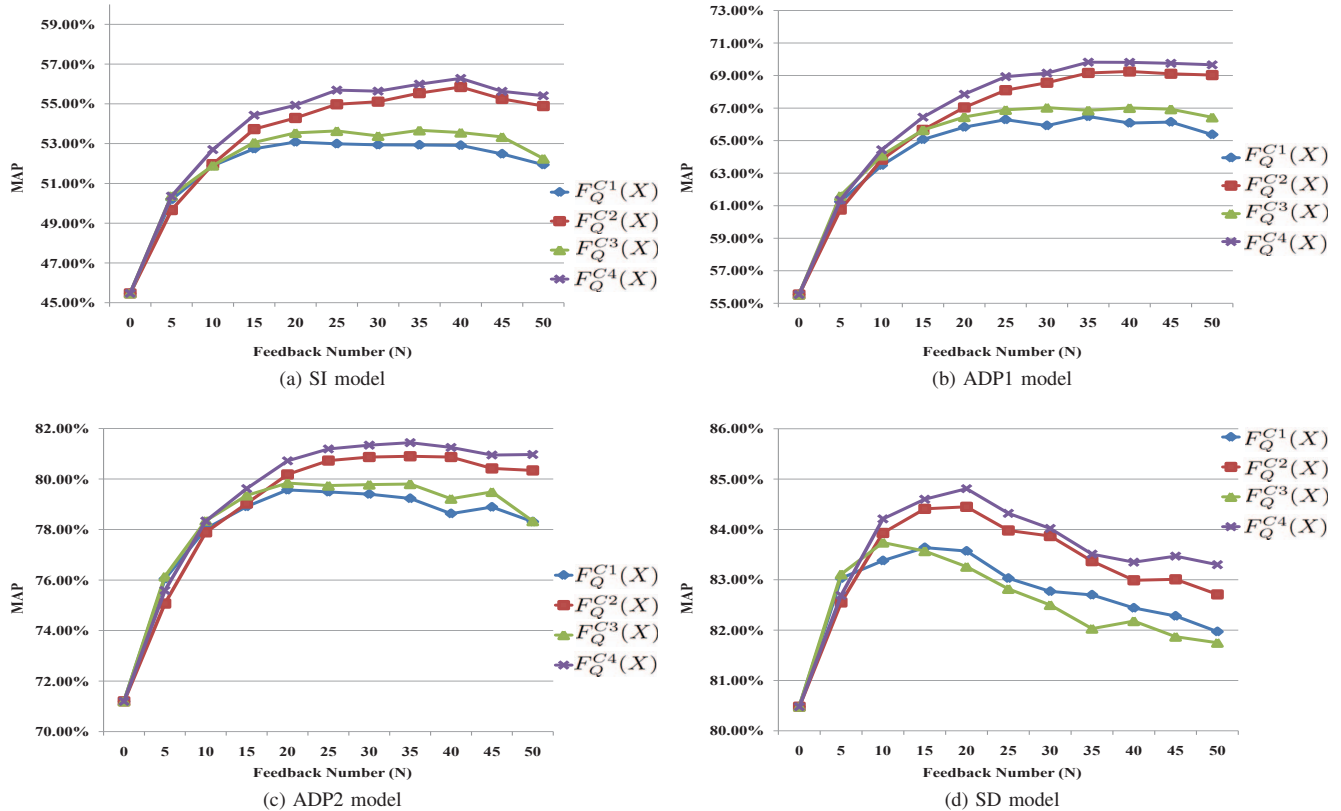 59.00%
57.00%
55.00%
53.00%
51.00%
49.00%
47.00%
45.00%
MAP
0 5 10 15 20 25 30 35 40 45 50
Feedback Number (N)
F_Q^{C1}(X)
F_Q^{C2}(X)
F_Q^{C3}(X)
F_Q^{C4}(X)
(a) SI model
73.00%
71.00%
69.00%
67.00%
65.00%
63.00%
61.00%
59.00%
57.00%
55.00%
MAP
0 5 10 15 20 25 30 35 40 45 50
Feedback Number (N)
F_Q^{C1}(X)
F_Q^{C2}(X)
F_Q^{C3}(X)
F_Q^{C4}(X)
(b) ADP1 model
82.00%
80.00%
78.00%
76.00%
74.00%
72.00%
70.00%
MAP
0 5 10 15 20 25 30 35 40 45 50
Feedback Number (N)
F_Q^{C1}(X)
F_Q^{C2}(X)
F_Q^{C3}(X)
F_Q^{C4}(X)
(c) ADP2 model
86.00%
85.00%
84.00%
83.00%
82.00%
81.00%
80.00%
MAP
0 5 10 15 20 25 30 35 40 45 50
Feedback Number (N)
F_Q^{C1}(X)
F_Q^{C2}(X)
F_Q^{C3}(X)
F_Q^{C4}(X)
(d) SD model